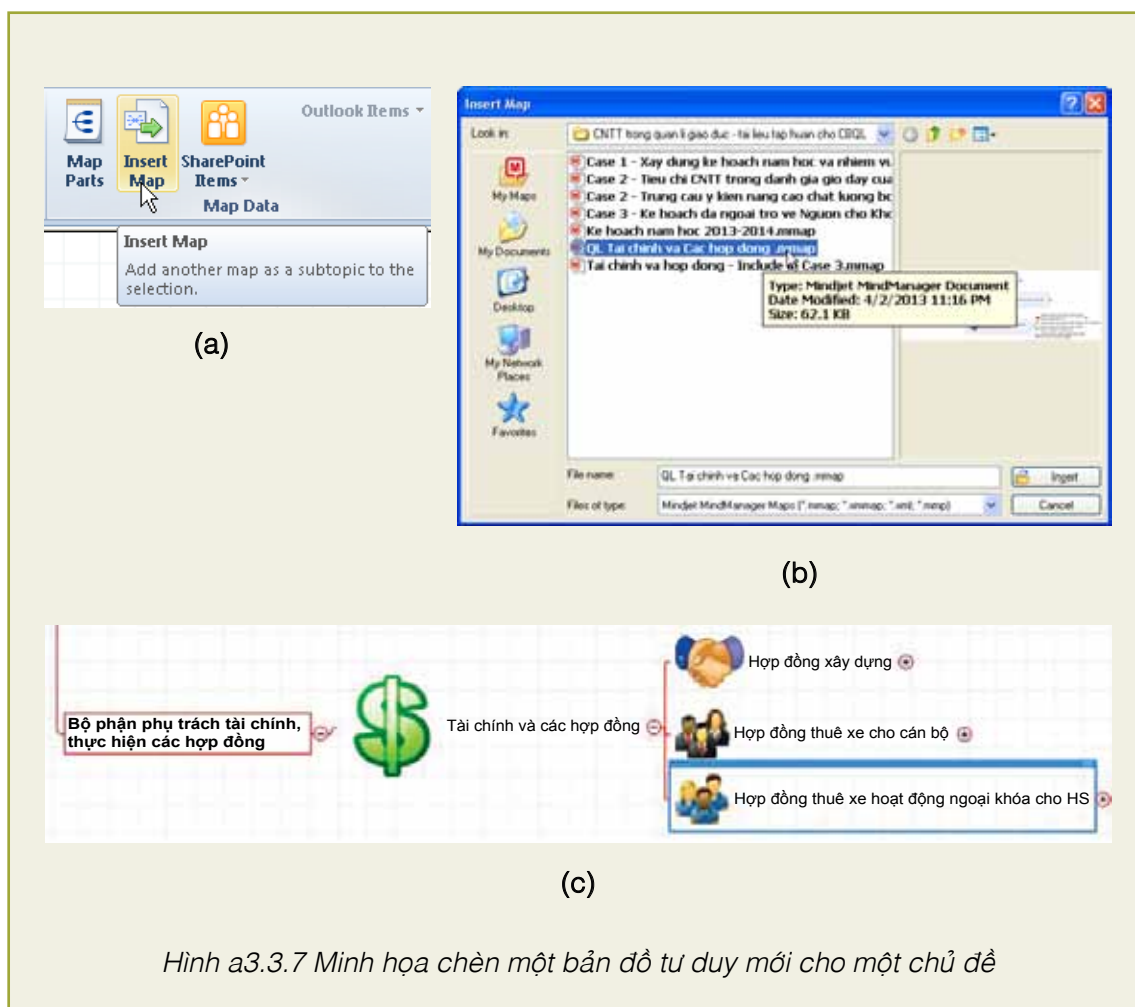 Outlook Items
Map
Parts
Insert
Map
SharePoint
Items
Map Data
Insert Map
Add another map as a subtopic to the
selection.
(a)
Insert Map
Look in:
CNTT trong quan li giao duc - tai lieu tap huan cho CBQL
My Maps
My Documents
Desktop
My Network
Places
Favorites
Case 1 - Xay dung ke hoach nam hoc va nhiem vu
Case 2 - Tieu chi CNTT trong danh gia gio day cua
Case 2 - Trung cau y kien nang cao chat luong
Case 3 - Ke hoach da ngoai tro ve Nguon cho
Ke hoach nam hoc 2013-2014.mmap
QL Tai chinh va Cac hop dong .mmap
Tai chinh va hop dong - Include of Case 3.mmap
Type: Mindjet MindManager Document
Date Modified: 4/2/2013 11:16 PM
Size: 62.1 KB
File name:
QL Tai chinh va Cac hop dong .mmap
Insert
Files of type:
Mindjet MindManager Maps (*.mmap; *.xmmap; *.xml; *.mmp)
Cancel
(b)
Bộ phận phụ trách tài chính,
thực hiện các hợp đồng
Tài chính và các hợp đồng
Hợp đồng xây dựng
Hợp đồng thuê xe cho cán bộ
Hợp đồng thuê xe hoạt động ngoại khóa cho HS
(c)
Hình a3.3.7 Minh họa chèn một bản đồ tư duy mới cho một chủ đề